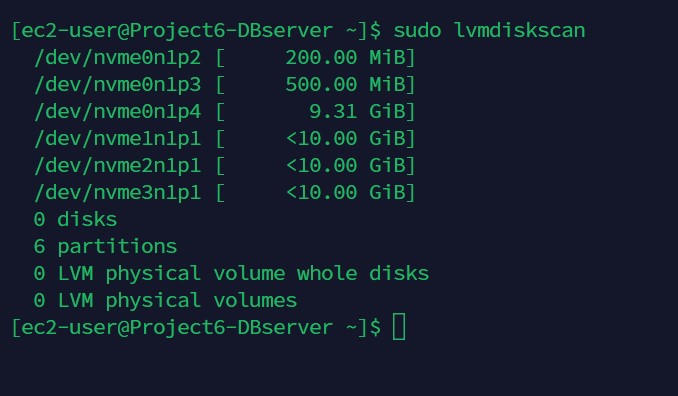 [ec2-user@Project6-DBserver ~]$ sudo lvmdiskscan
  /dev/nvme0n1p2 [     200.00 MiB]
  /dev/nvme0n1p3 [     500.00 MiB]
  /dev/nvme0n1p4 [       9.31 GiB]
  /dev/nvme1n1p1 [     <10.00 GiB]
  /dev/nvme2n1p1 [     <10.00 GiB]
  /dev/nvme3n1p1 [     <10.00 GiB]
  0 disks
  6 partitions
  0 LVM physical volume whole disks
  0 LVM physical volumes
[ec2-user@Project6-DBserver ~]$